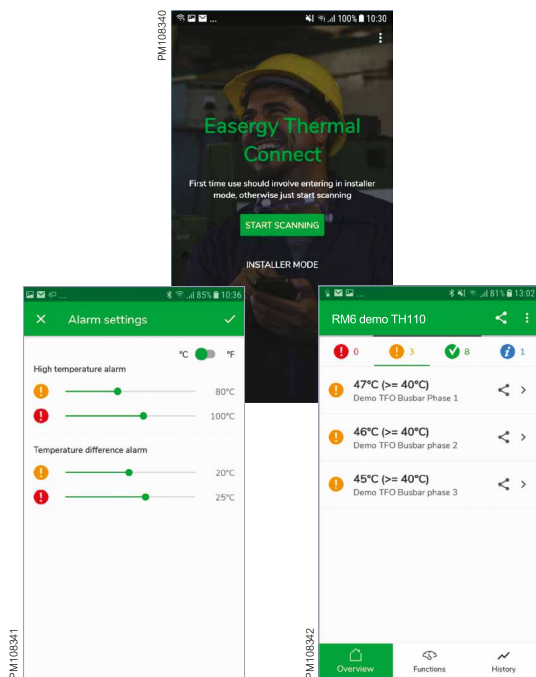 PM108340
... 100% 10:30
Easergy Thermal
Connect
First time use should involve entering in installer
mode, otherwise just start scanning
START SCANNING
INSTALLER MODE
PM108341
... 85% 10:36
Alarm settings
°C °F
High temperature alarm
80°C
100°C
Temperature difference alarm
20°C
25°C
PM108342
... 81% 13:02
RM6 demo TH110
0 3 8 1
47°C (>= 40°C)
Demo TFO Busbar Phase 1
46°C (>= 40°C)
Demo TFO Busbar phase 2
45°C (>= 40°C)
Demo TFO Busbar phase 3
Overview Functions History